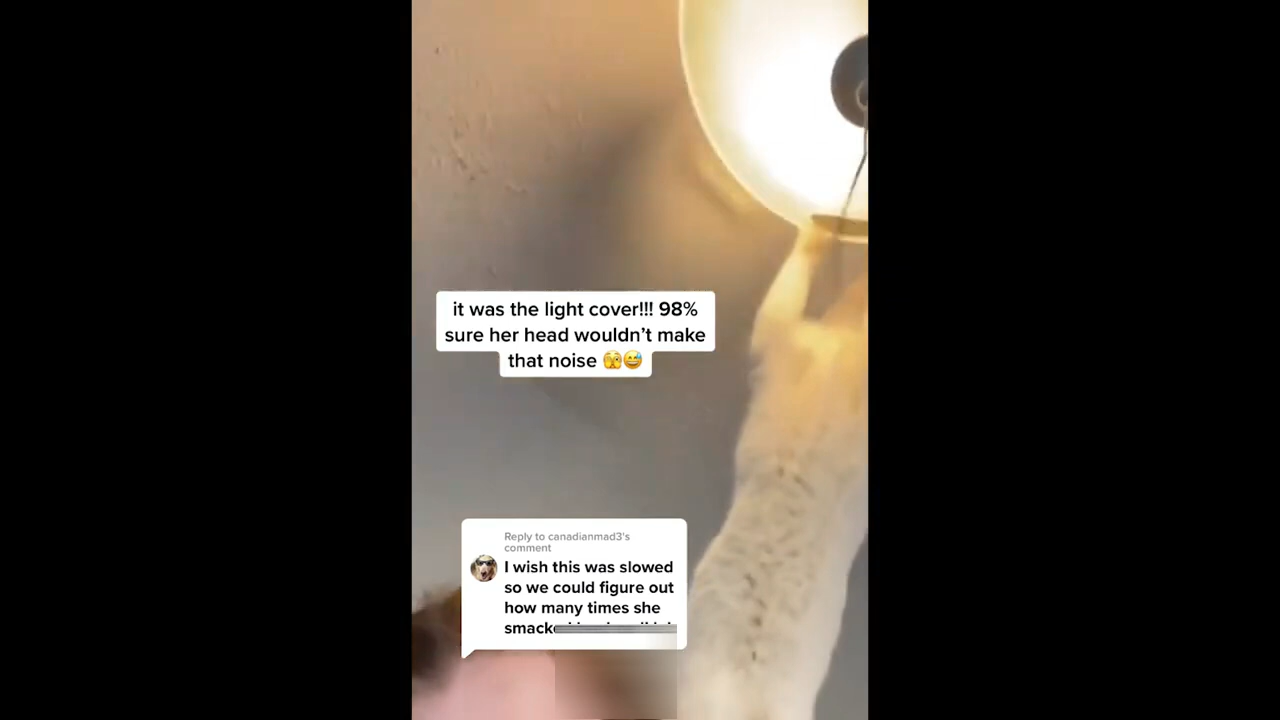 it was the light cover!!! 98%
sure her head wouldn't make
that noise 🫣😅
Reply to canadianmad3's
comment
I wish this was slowed
so we could figure out
how many times she